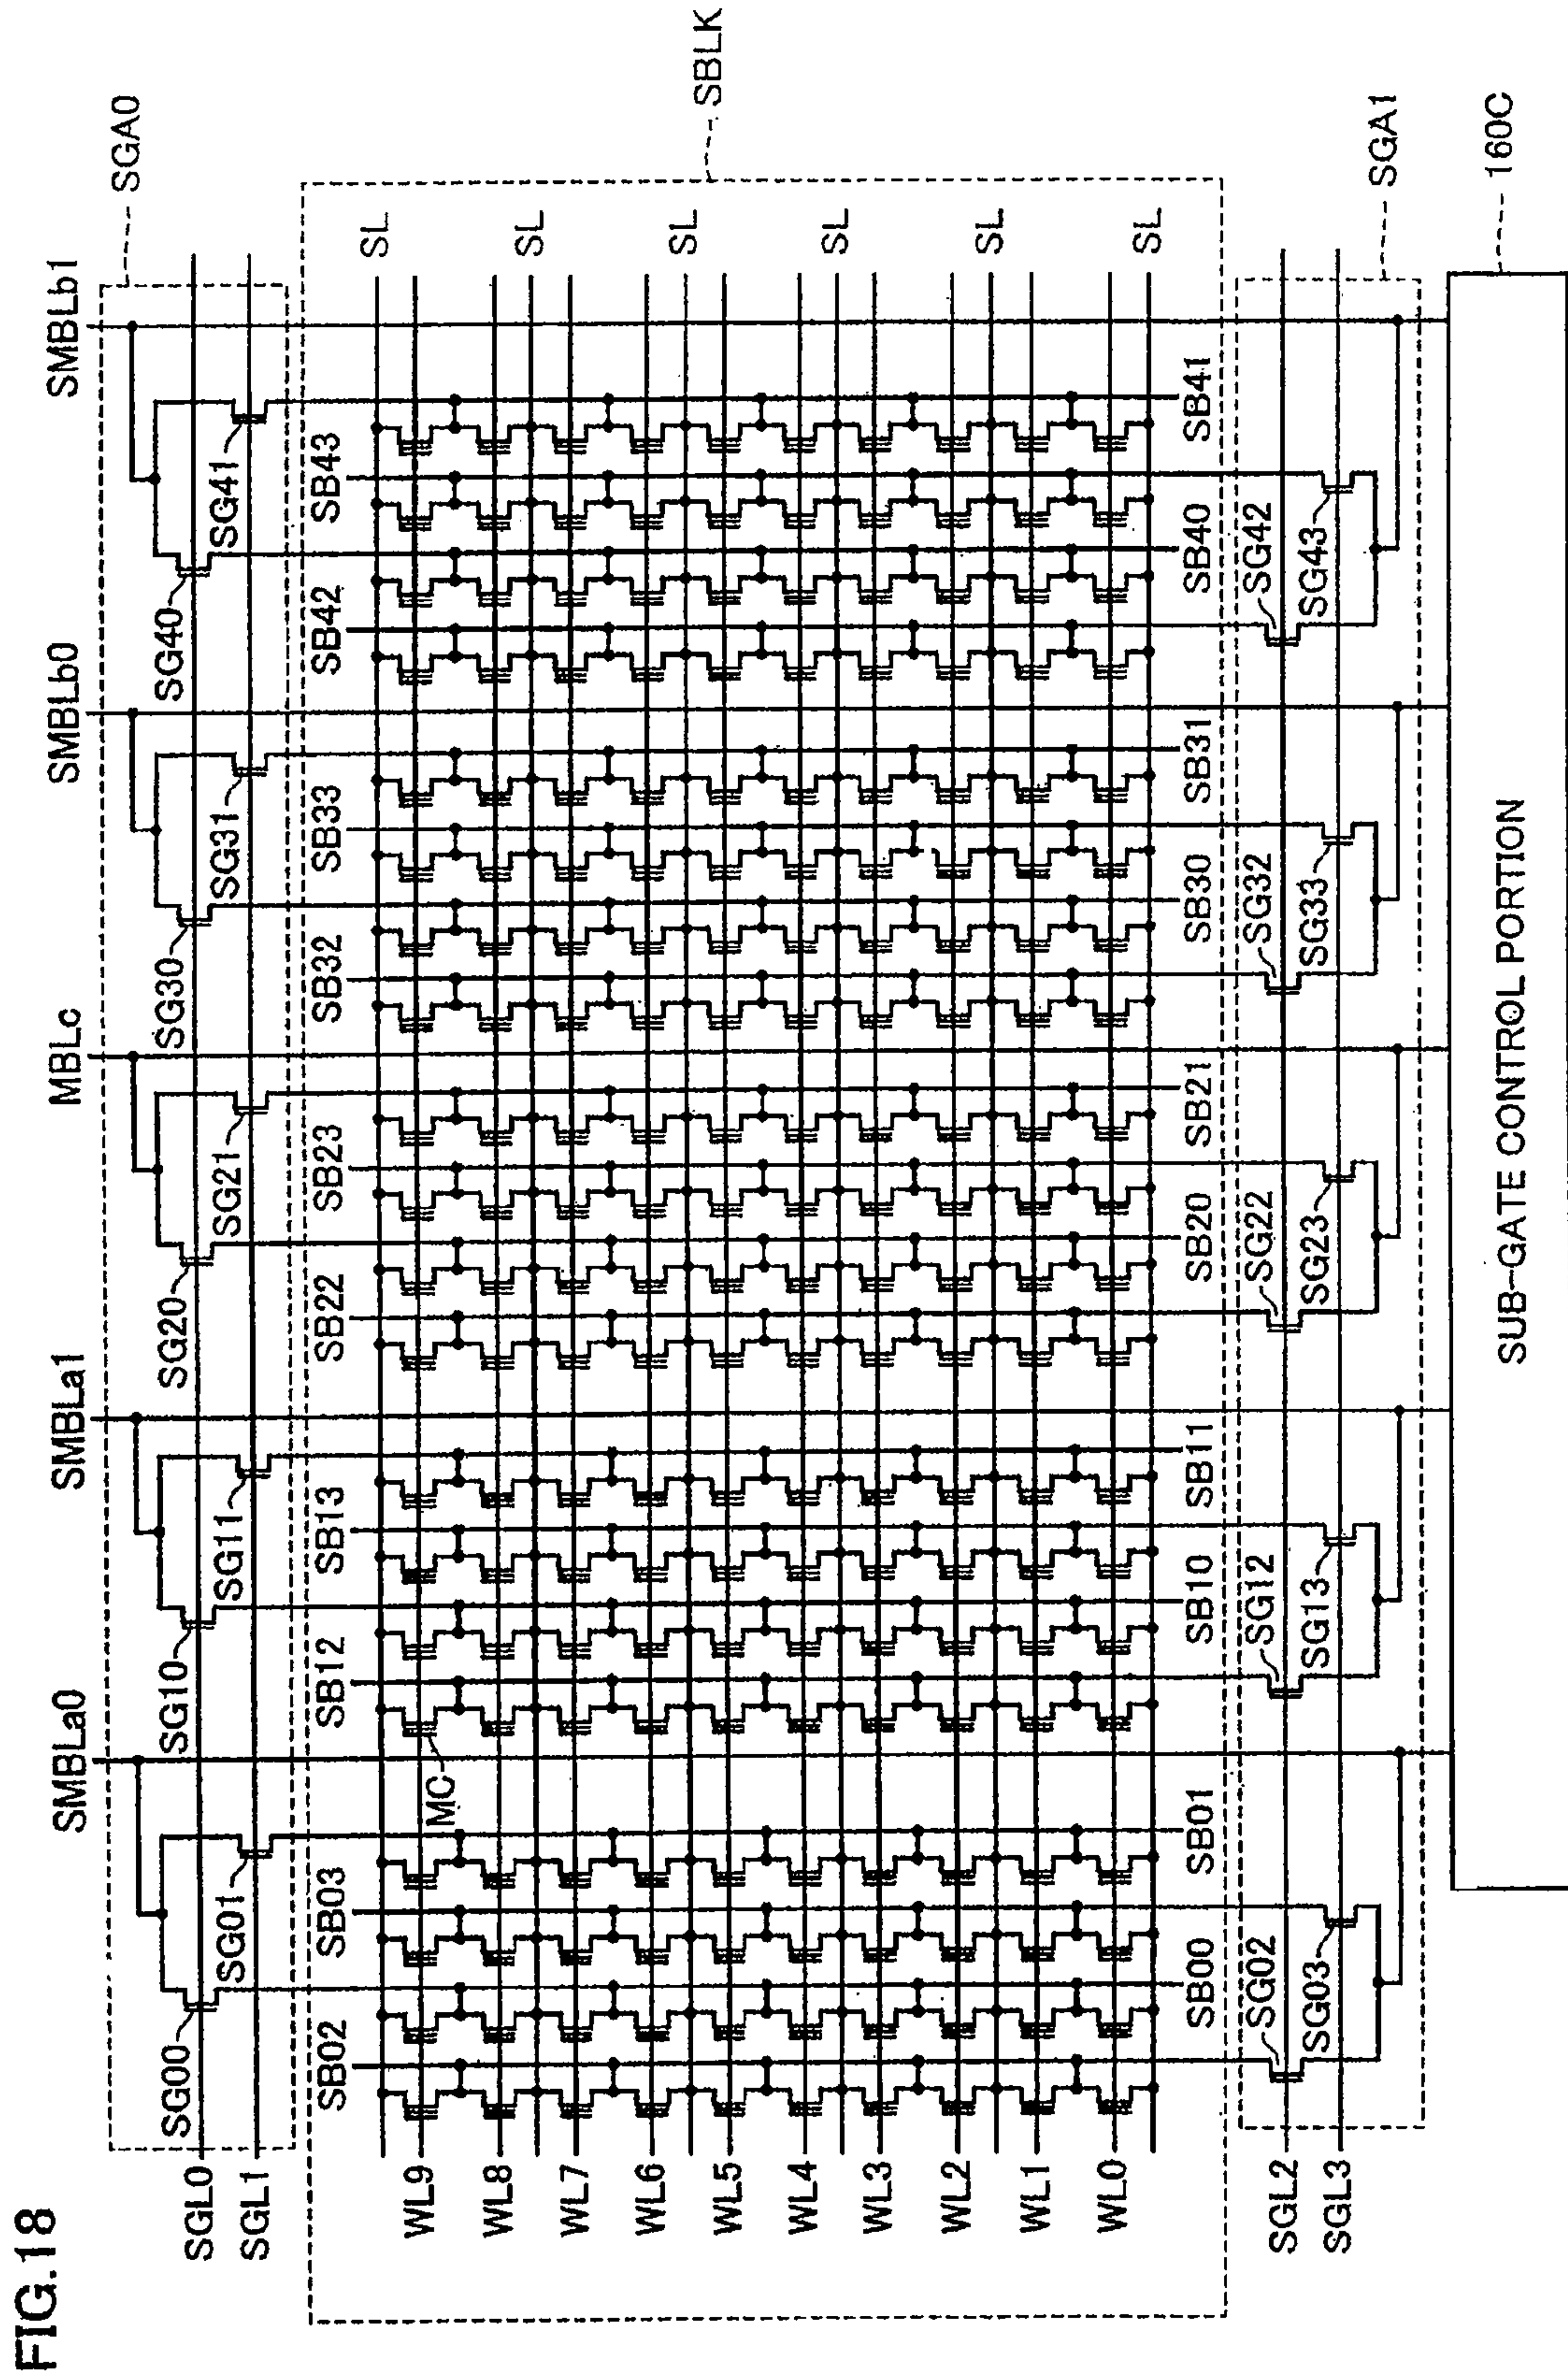 FIG.18
SMBLa0
SMBLa1
MBLc
SMBLb0
SMBLb1
SGA0
SGL0
SGL1
SG00
SG01
SG10
SG11
SG20
SG21
SG30
SG31
SG40
SG41
SB02
SB03
SB12
SB13
SB22
SB23
SB32
SB33
SB42
SB43
SBLK
MC
WL9
WL8
WL7
WL6
WL5
WL4
WL3
WL2
WL1
WL0
SL
SL
SL
SL
SL
SL
SB00
SB01
SB10
SB11
SB20
SB21
SB30
SB31
SB40
SB41
SGL2
SGL3
SG02
SG03
SG12
SG13
SG22
SG23
SG32
SG33
SG42
SG43
SGA1
SUB-GATE CONTROL PORTION
160C